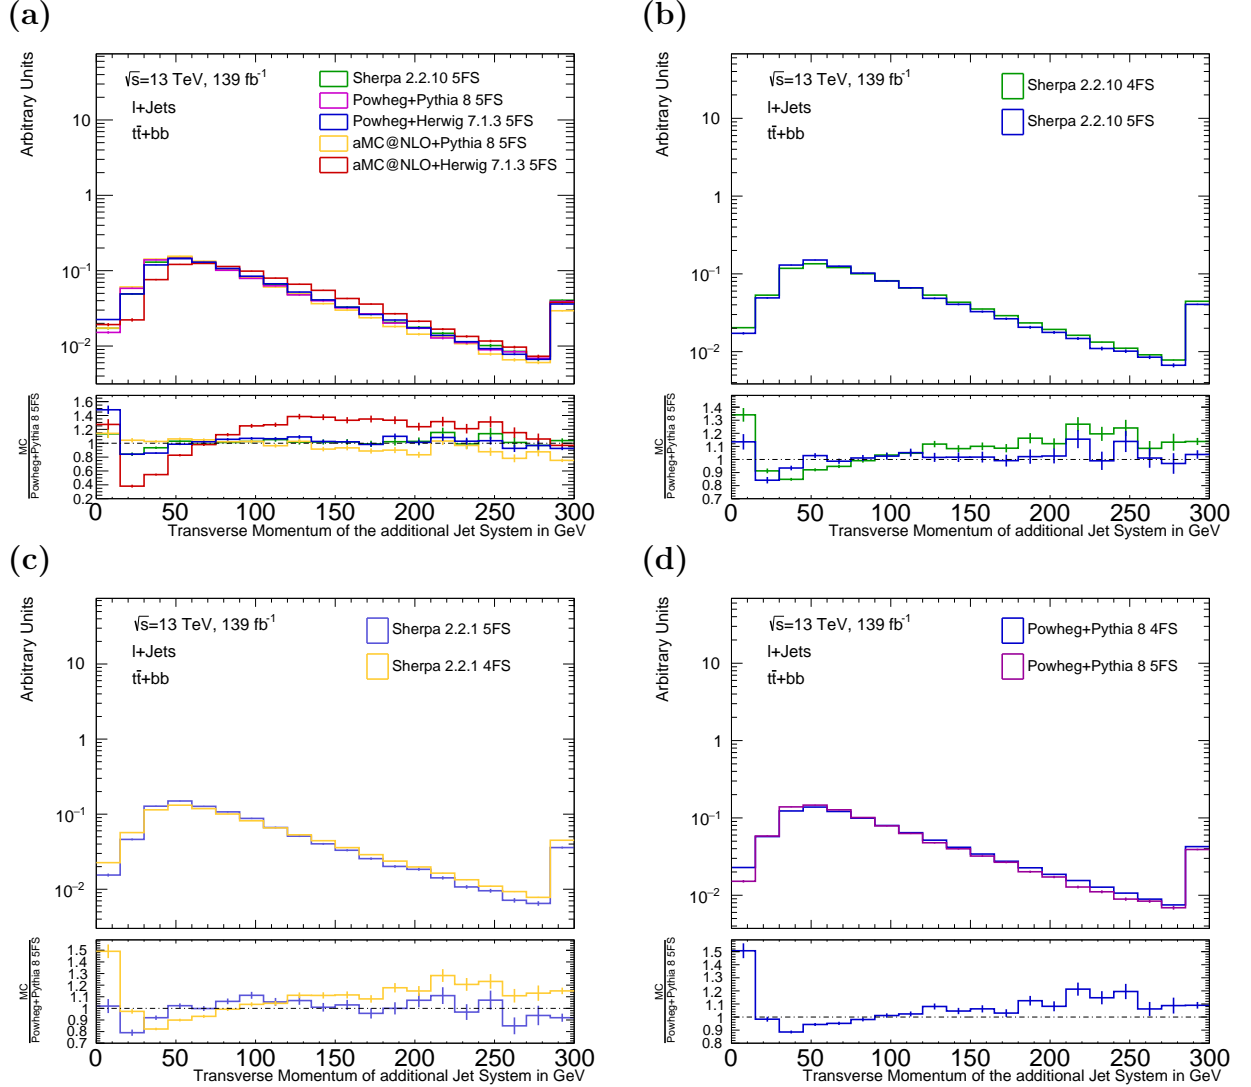 (a)
Arbitrary Units
√s=13 TeV, 139 fb⁻¹
l+Jets
tt̄+bb
Sherpa 2.2.10 5FS
Powheg+Pythia 8 5FS
Powheg+Herwig 7.1.3 5FS
aMC@NLO+Pythia 8 5FS
aMC@NLO+Herwig 7.1.3 5FS
10
1
10⁻¹
10⁻²
MC
Powheg+Pythia 8 5FS
1.6
1.4
1.2
1
0.8
0.6
0.4
0.2
0 50 100 150 200 250 300
Transverse Momentum of the additional Jet System in GeV
(b)
Arbitrary Units
√s=13 TeV, 139 fb⁻¹
l+Jets
tt̄+bb
Sherpa 2.2.10 4FS
Sherpa 2.2.10 5FS
10
1
10⁻¹
10⁻²
MC
Powheg+Pythia 8 5FS
1.4
1.3
1.2
1.1
1
0.9
0.8
0.7
0 50 100 150 200 250 300
Transverse Momentum of additional Jet System in GeV
(c)
Arbitrary Units
√s=13 TeV, 139 fb⁻¹
l+Jets
tt̄+bb
Sherpa 2.2.1 5FS
Sherpa 2.2.1 4FS
10
1
10⁻¹
10⁻²
MC
Powheg+Pythia 8 5FS
1.5
1.4
1.3
1.2
1.1
1
0.9
0.8
0.7
0 50 100 150 200 250 300
Transverse Momentum of additional Jet System in GeV
(d)
Arbitrary Units
√s=13 TeV, 139 fb⁻¹
l+Jets
tt̄+bb
Powheg+Pythia 8 4FS
Powheg+Pythia 8 5FS
10
1
10⁻¹
10⁻²
MC
Powheg+Pythia 8 5FS
1.5
1.4
1.3
1.2
1.1
1
0.9
0.8
0 50 100 150 200 250 300
Transverse Momentum of additional Jet System in GeV